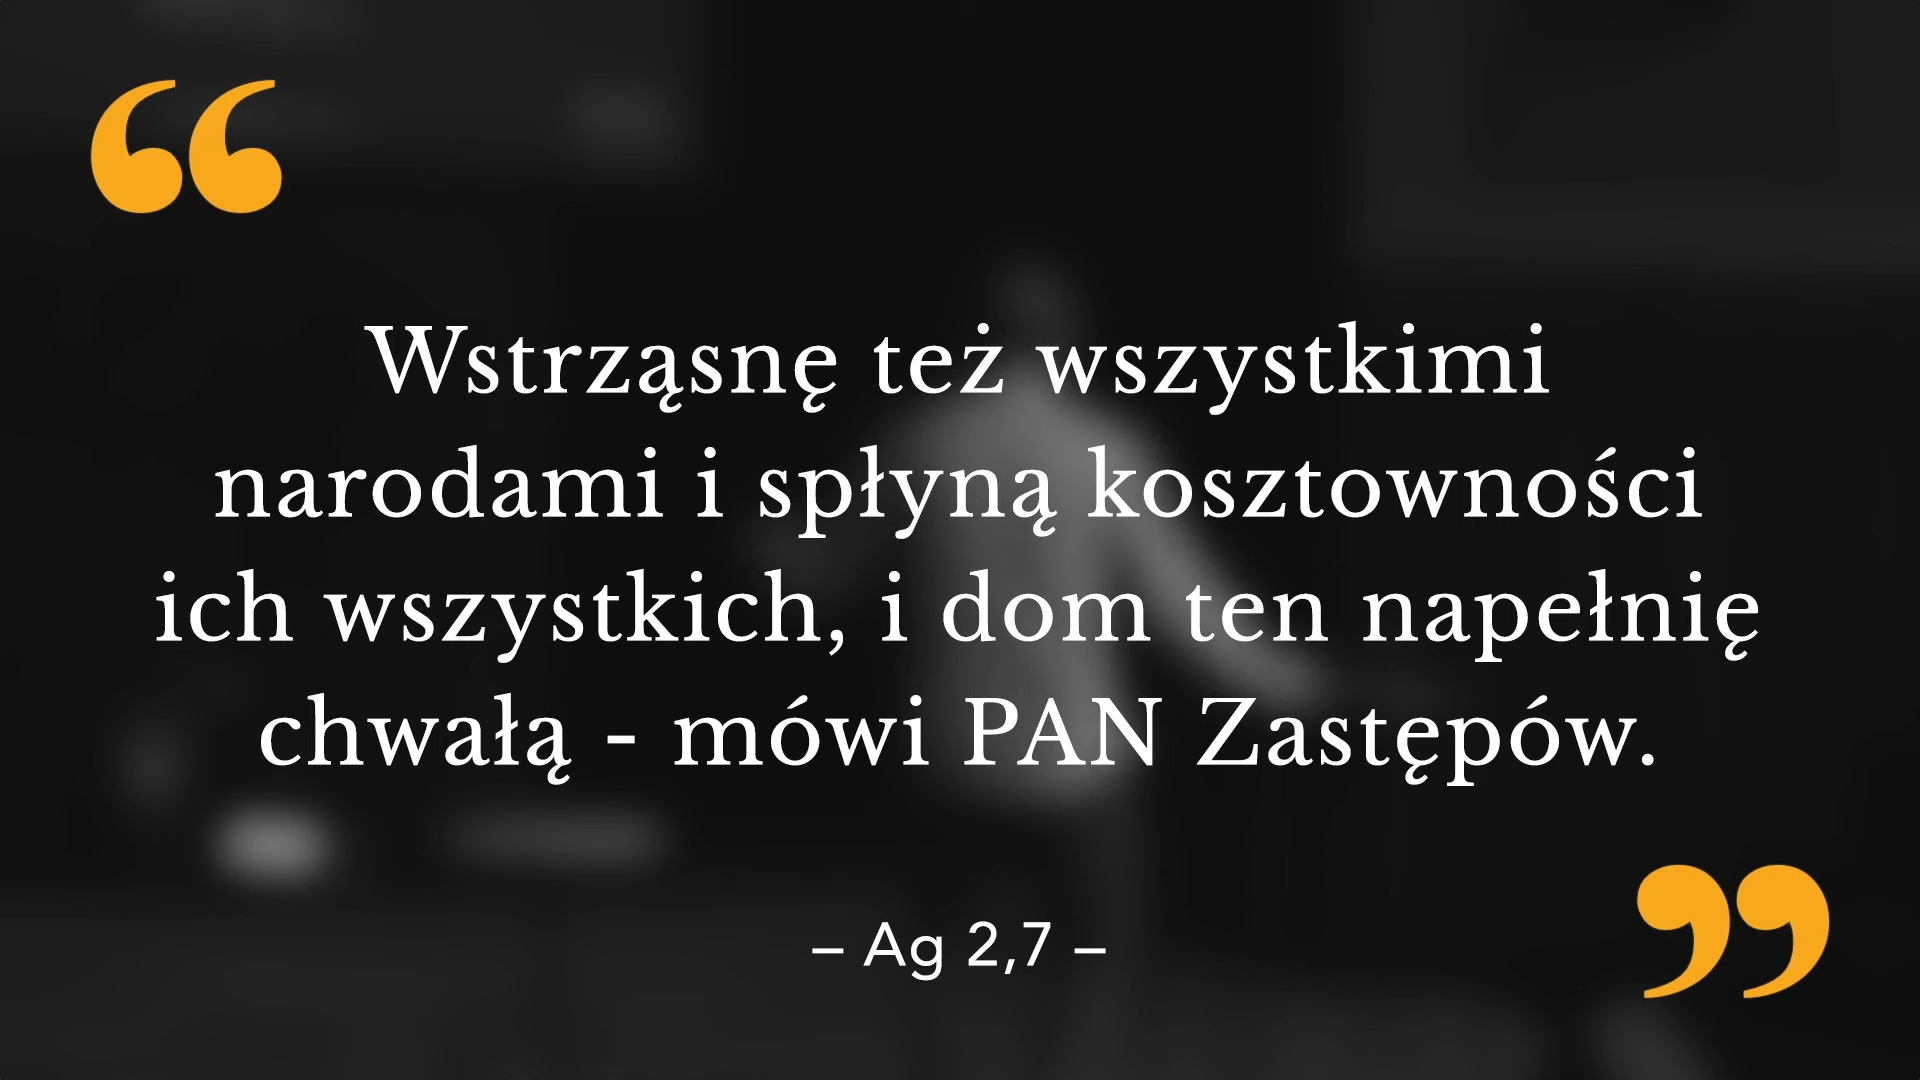 “
Wstrząsnę też wszystkimi
narodami i spłyną kosztowności
ich wszystkich, i dom ten napełnię
chwałą - mówi PAN Zastępów.
– Ag 2,7 –
”